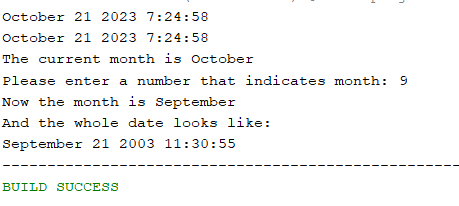 October 21 2023 7:24:58
October 21 2023 7:24:58
The current month is October
Please enter a number that indicates month: 9
Now the month is September
And the whole date looks like:
September 21 2003 11:30:55
------------------------------------------------------------------------
BUILD SUCCESS